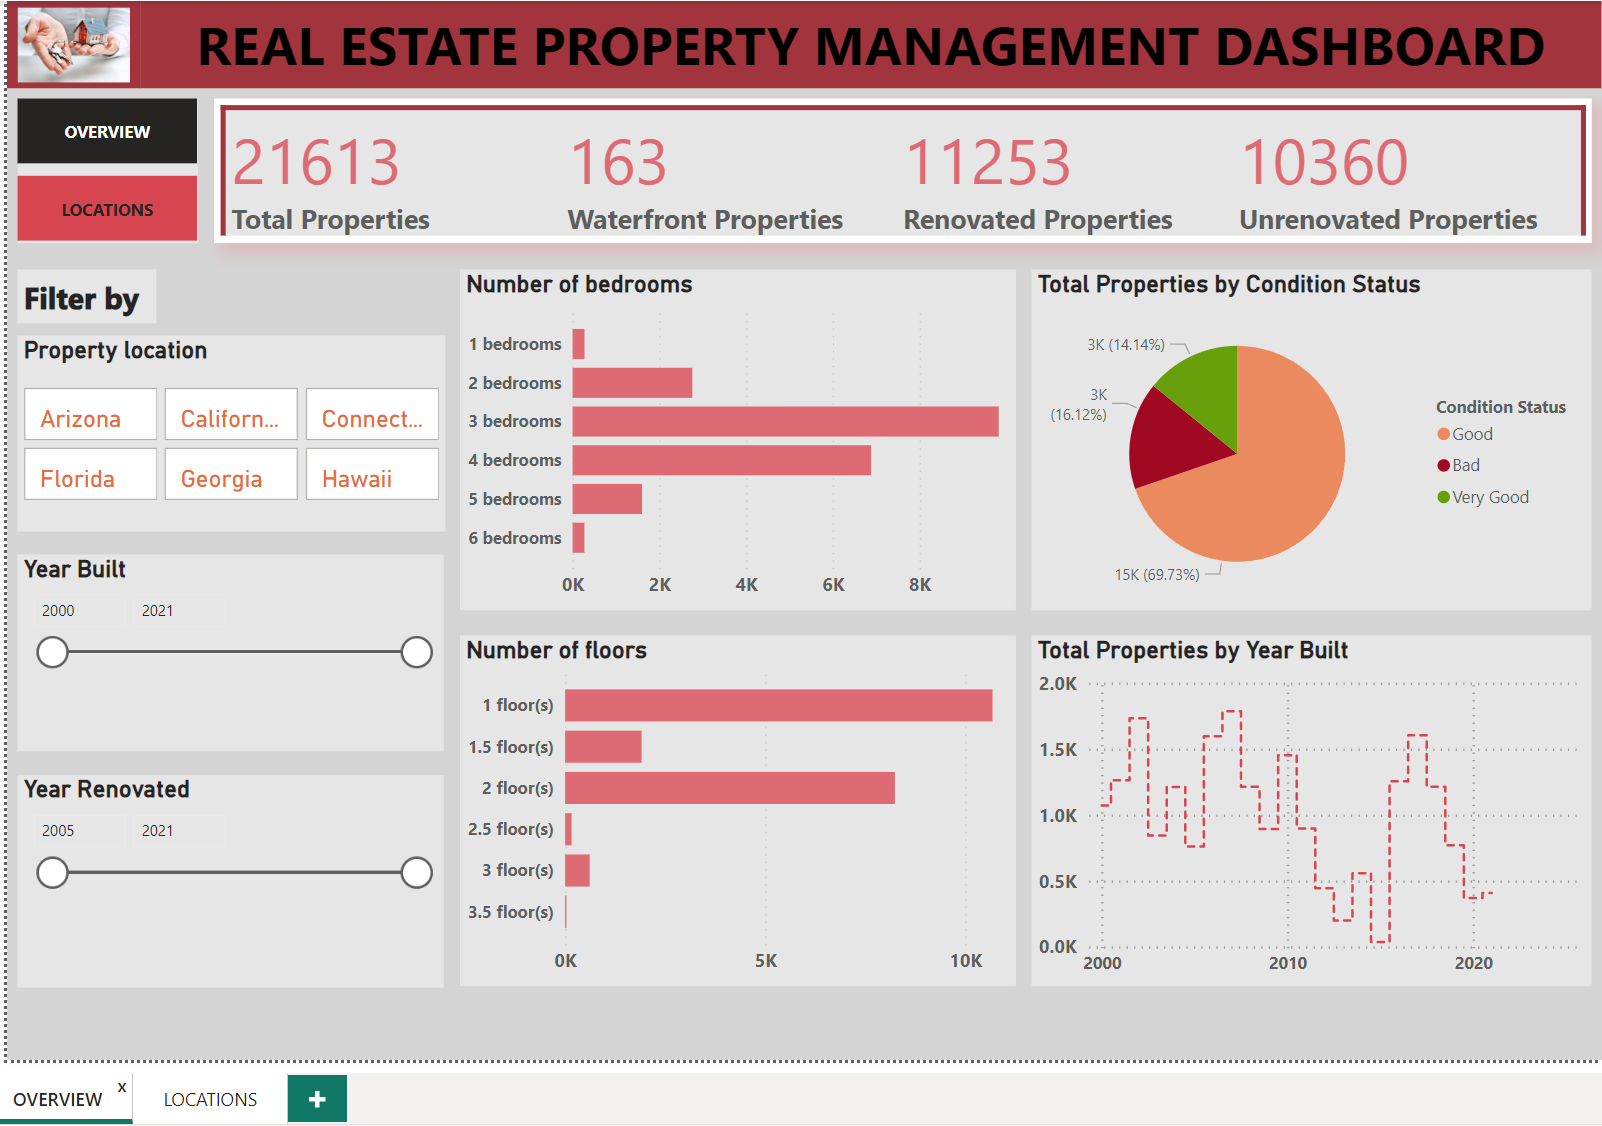 REAL ESTATE PROPERTY MANAGEMENT DASHBOARD
OVERVIEW
LOCATIONS
21613
Total Properties
163
Waterfront Properties
11253
Renovated Properties
10360
Unrenovated Properties
Filter by
Property location
Arizona
Californ...
Connect...
Florida
Georgia
Hawaii
Year Built
2000 2021
Year Renovated
2005 2021
Number of bedrooms
1 bedrooms
2 bedrooms
3 bedrooms
4 bedrooms
5 bedrooms
6 bedrooms
0K 2K 4K 6K 8K
Number of floors
1 floor(s)
1.5 floor(s)
2 floor(s)
2.5 floor(s)
3 floor(s)
3.5 floor(s)
0K 5K 10K
Total Properties by Condition Status
3K (14.14%)
3K
(16.12%)
15K (69.73%)
Condition Status
Good
Bad
Very Good
Total Properties by Year Built
2.0K
1.5K
1.0K
0.5K
0.0K
2000 2010 2020
OVERVIEW x
LOCATIONS
+